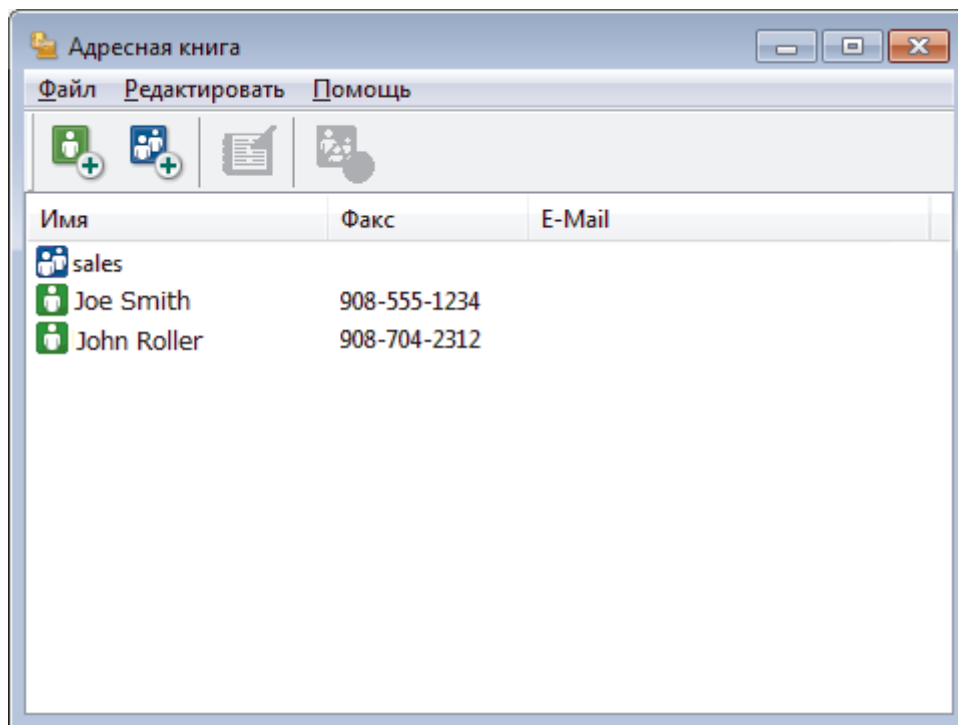 Адресная книга
Файл Редактировать Помощь
Имя Факс E-Mail
sales
Joe Smith 908-555-1234
John Roller 908-704-2312